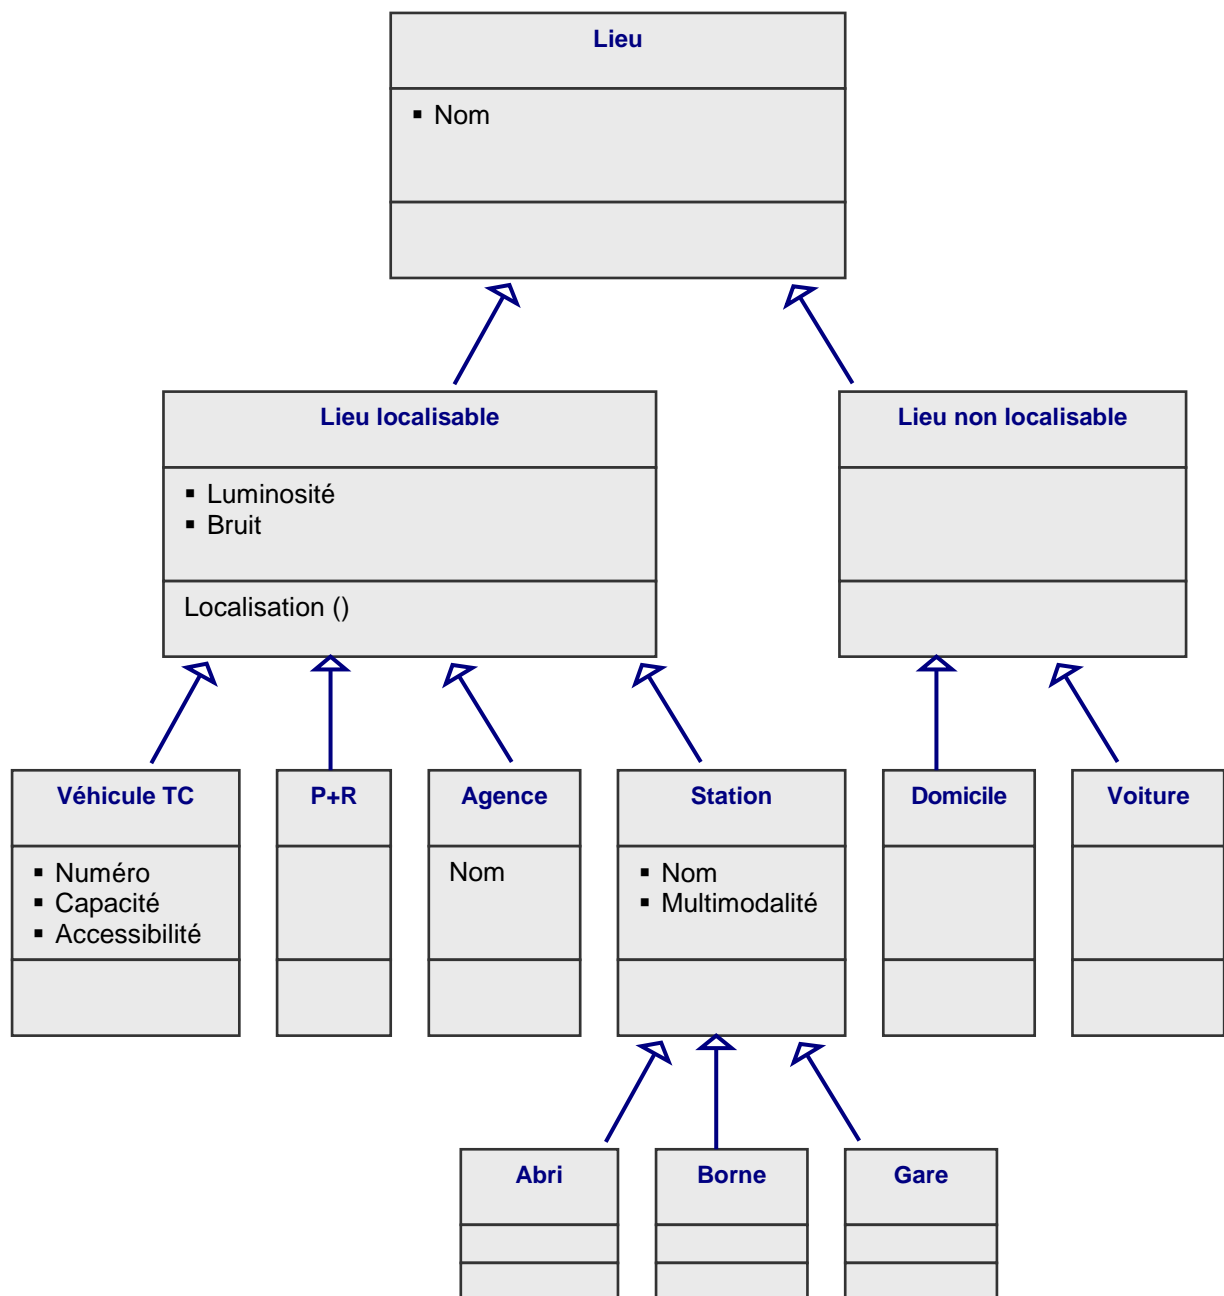 Lieu
▪ Nom
Lieu localisable
▪ Luminosité
▪ Bruit
Localisation ()
Lieu non localisable
Véhicule TC
▪ Numéro
▪ Capacité
▪ Accessibilité
P+R
Agence
Nom
Station
▪ Nom
▪ Multimodalité
Domicile
Voiture
Abri
Borne
Gare